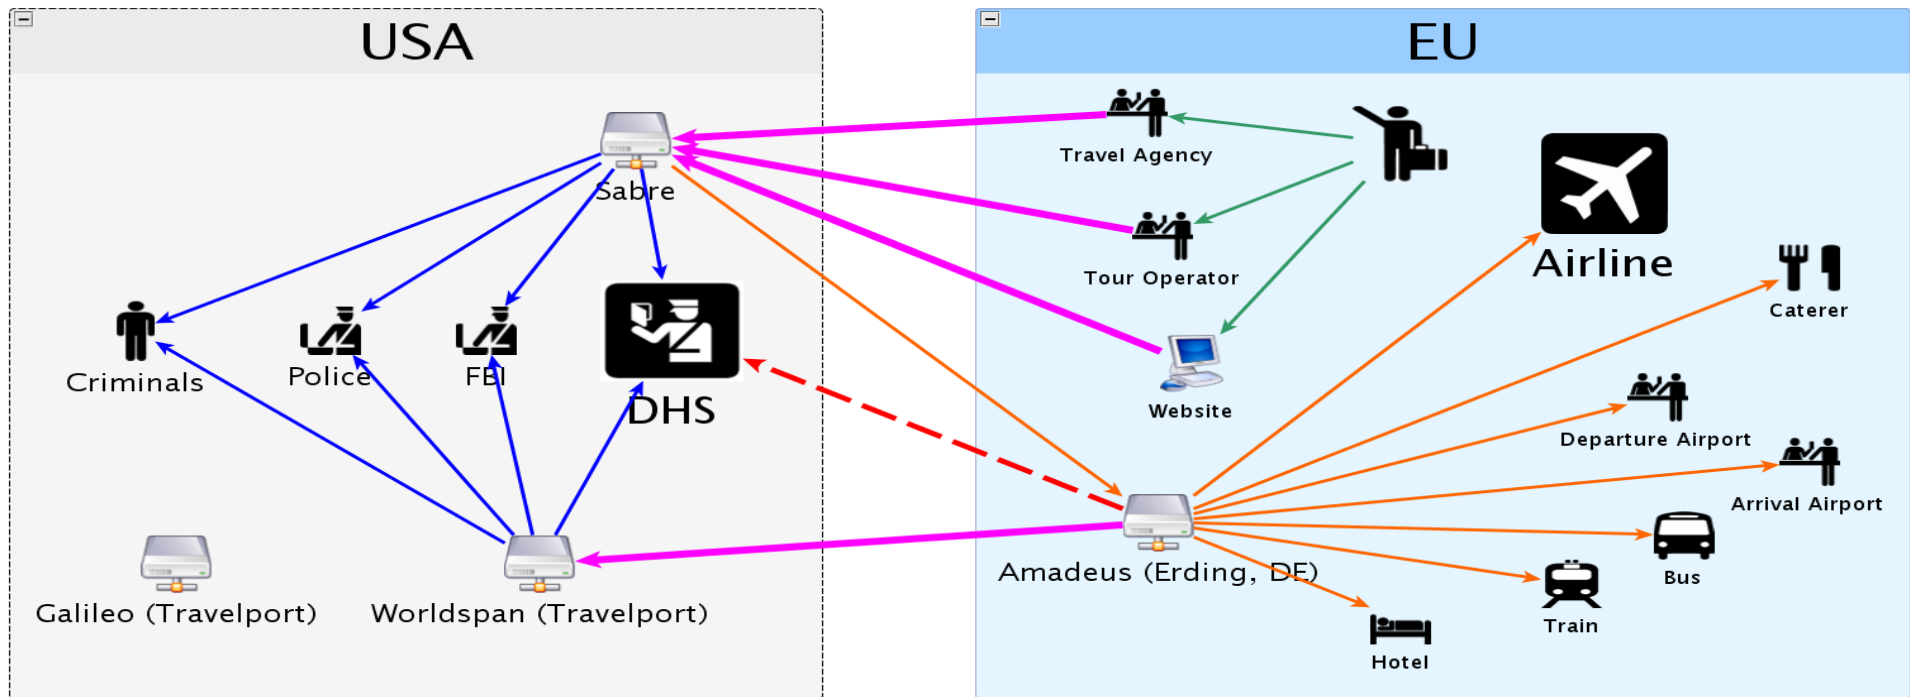 USA
EU
Sabre
Travel Agency
Tour Operator
Airline
Caterer
Criminals
Police
FBI
DHS
Website
Departure Airport
Arrival Airport
Amadeus (Erding, DE)
Bus
Galileo (Travelport)
Worldspan (Travelport)
Train
Hotel